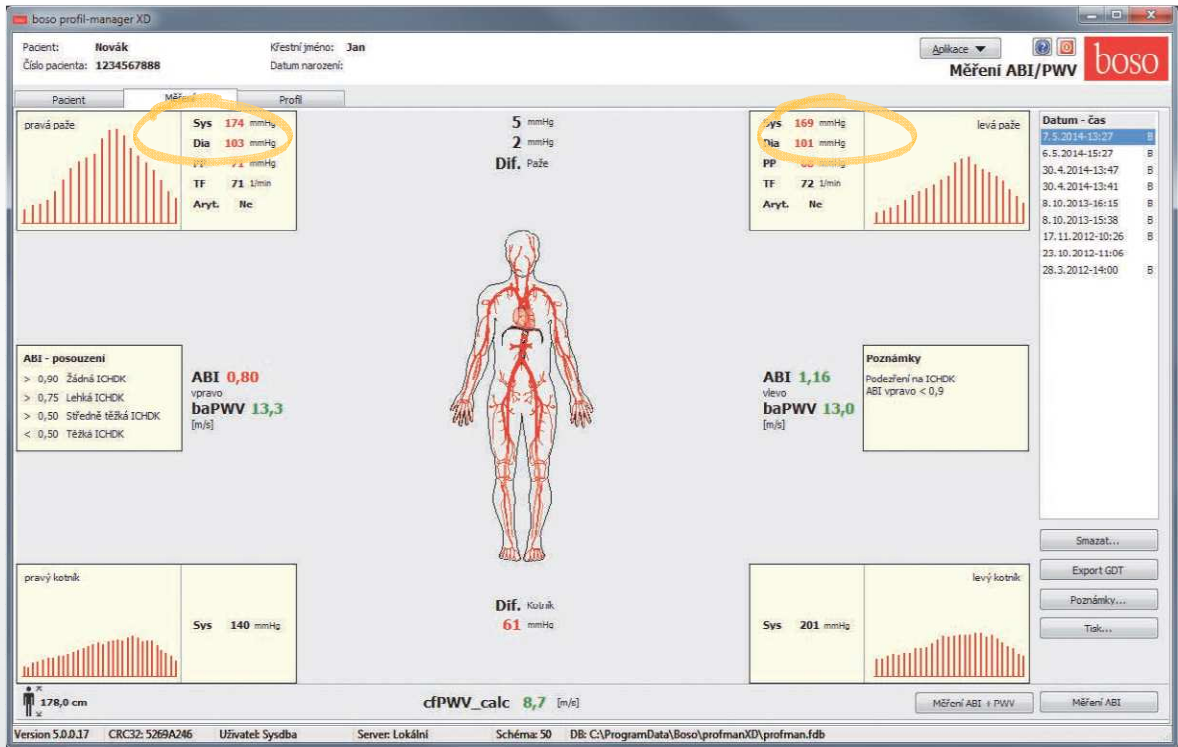 boso profil-manager XD
Pacient: Novák Křestní jméno: Jan
Číslo pacienta: 1234567888 Datum narození:
Aplikace
Měření ABI/PWV
boso
Pacient Měření Profil
pravá paže
Sys 174 mmHg
Dia 103 mmHg
PP 71 mmHg
TF 71 1/min
Aryt. Ne
5 mmHg
2 mmHg
Dif. Paže
Sys 169 mmHg
Dia 101 mmHg
PP 68 mmHg
TF 72 1/min
Aryt. Ne
levá paže
Datum - čas
7.5.2014-13:27 B
6.5.2014-15:27 B
30.4.2014-13:47 B
30.4.2014-13:41 B
8.10.2013-16:15 B
8.10.2013-15:38 B
17.11.2012-10:26 B
23.10.2012-11:06
28.3.2012-14:00 B
ABI - posouzení
> 0,90 Žádná ICHDK
> 0,75 Lehká ICHDK
> 0,50 Středně těžká ICHDK
< 0,50 Těžká ICHDK
ABI 0,80
vpravo
baPWV 13,3
[m/s]
ABI 1,16
vlevo
baPWV 13,0
[m/s]
Poznámky
Podezření na ICHDK
ABI vpravo < 0,9
Smazat...
Export GDT
Poznámky...
Tisk...
pravý kotník
Sys 140 mmHg
Dif. Kotník
61 mmHg
Sys 201 mmHg
levý kotník
178,0 cm
cfPWV_calc 8,7 [m/s]
Měření ABI + PWV
Měření ABI
Version 5.0.0.17 CRC32: 5269A246 Uživatel: Sysdba Server: Lokální Schéma: 50 DB: C:\ProgramData\Boso\profmanXD\profman.fdb